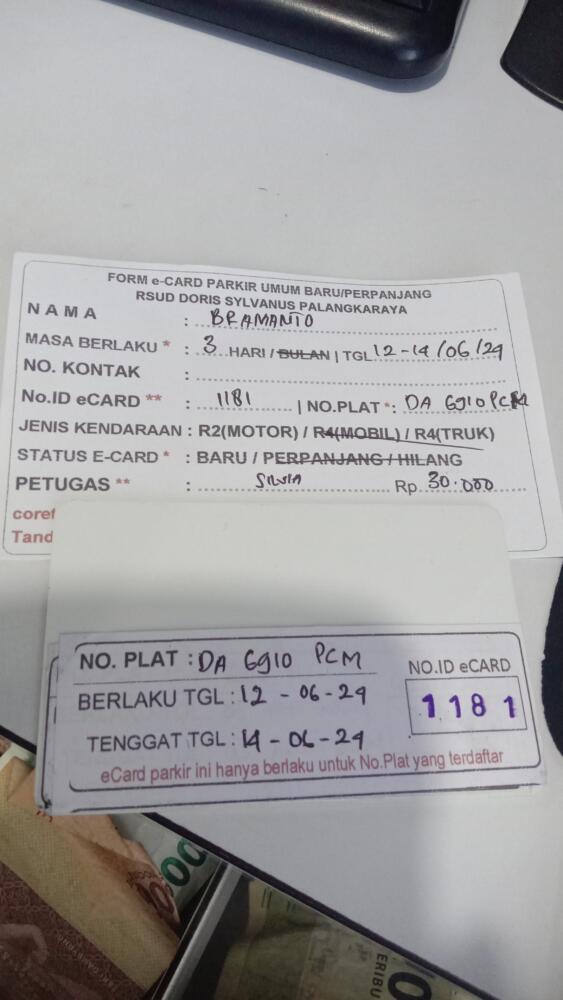 FORM e-CARD PARKIR UMUM BARU/PERPANJANG
RSUD DORIS SYLVANUS PALANGKARAYA
NAMA : BRAMANTO
MASA BERLAKU * : 3 HARI / BULAN | TGL 12-14/06/24
NO. KONTAK :
No.ID eCARD ** : 1181 | NO.PLAT *: DA 6910 PCM
JENIS KENDARAAN : R2(MOTOR) / R4(MOBIL) / R4(TRUK)
STATUS E-CARD * : BARU / PERPANJANG / HILANG
PETUGAS ** : SILVIA Rp. 30.000
coret
Tand
NO. PLAT : DA 6910 PCM
NO.ID eCARD
BERLAKU TGL : 12 - 06 - 24
1181
TENGGAT TGL : 14 - 06 - 24
eCard parkir ini hanya berlaku untuk No.Plat yang terdaftar